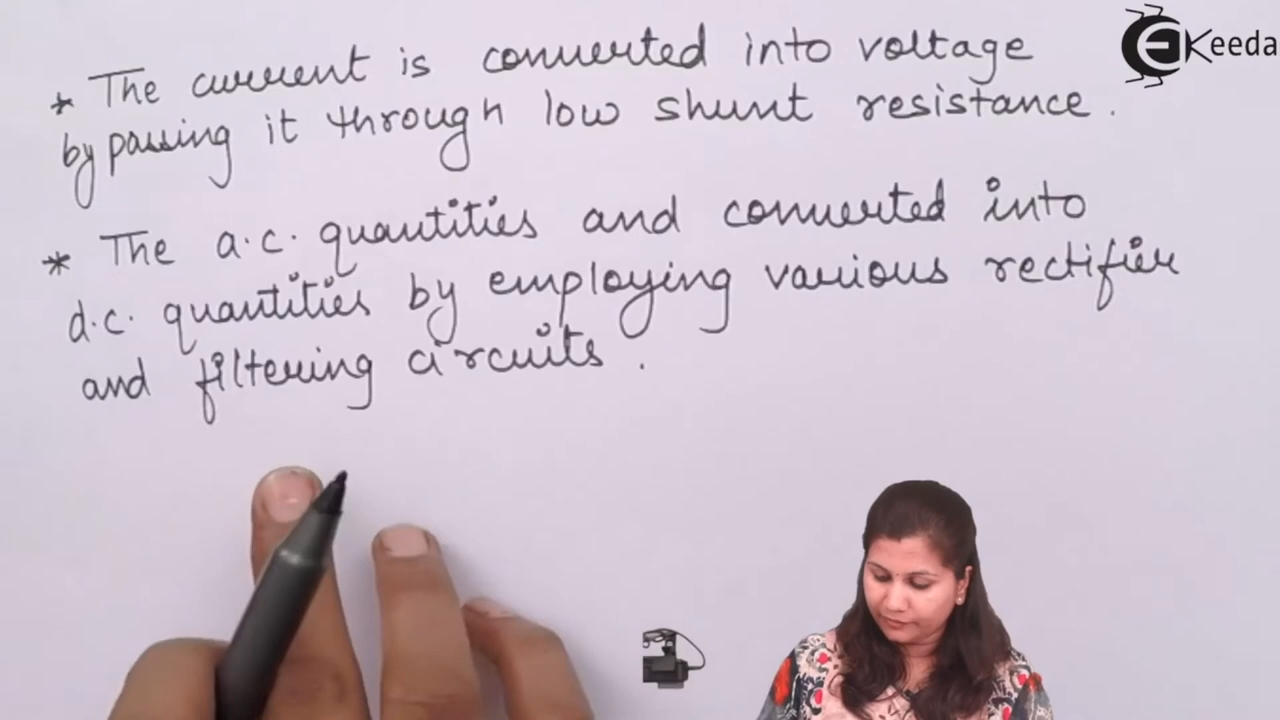 * The current is converted into voltage
by passing it through low shunt resistance.
* The a.c. quantities and converted into
d.c. quantities by employing various rectifier
and filtering circuits.
EKeeda